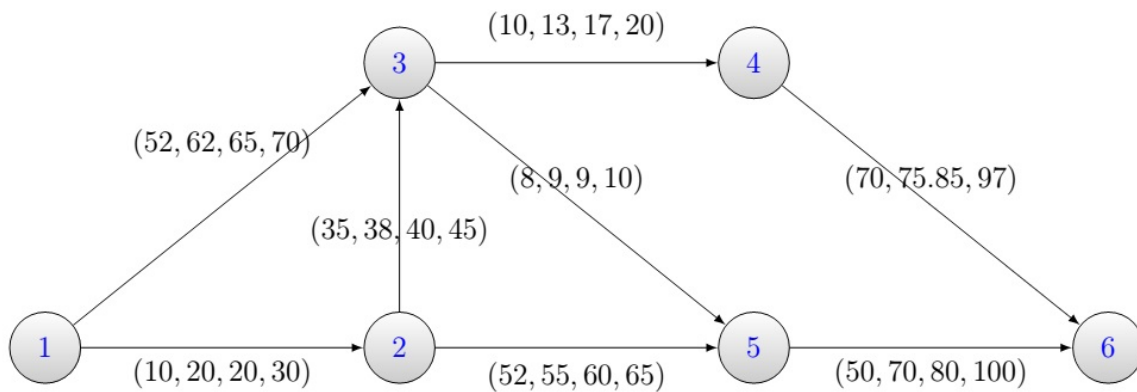 (10, 13, 17, 20)
3
4
(52, 62, 65, 70)
(8, 9, 9, 10)
(70, 75.85, 97)
(35, 38, 40, 45)
1
2
5
6
(10, 20, 20, 30)
(52, 55, 60, 65)
(50, 70, 80, 100)